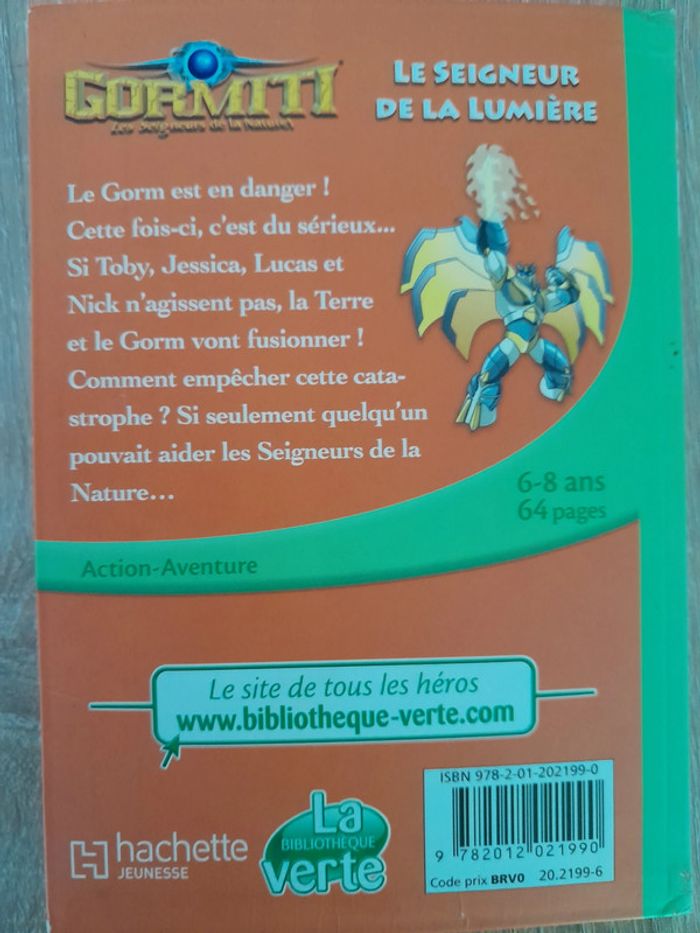 GORMITI
Les Seigneurs de la Nature!
LE SEIGNEUR
DE LA LUMIÈRE
Le Gorm est en danger !
Cette fois-ci, c'est du sérieux...
Si Toby, Jessica, Lucas et
Nick n'agissent pas, la Terre
et le Gorm vont fusionner !
Comment empêcher cette cata-
strophe ? Si seulement quelqu'un
pouvait aider les Seigneurs de la
Nature...
6-8 ans
64 pages
Action-Aventure
Le site de tous les héros
www.bibliotheque-verte.com
hachette
JEUNESSE
La
BIBLIOTHÈQUE
verte
ISBN 978-2-01-202199-0
9 782012 021990
Code prix BRV0 20.2199-6